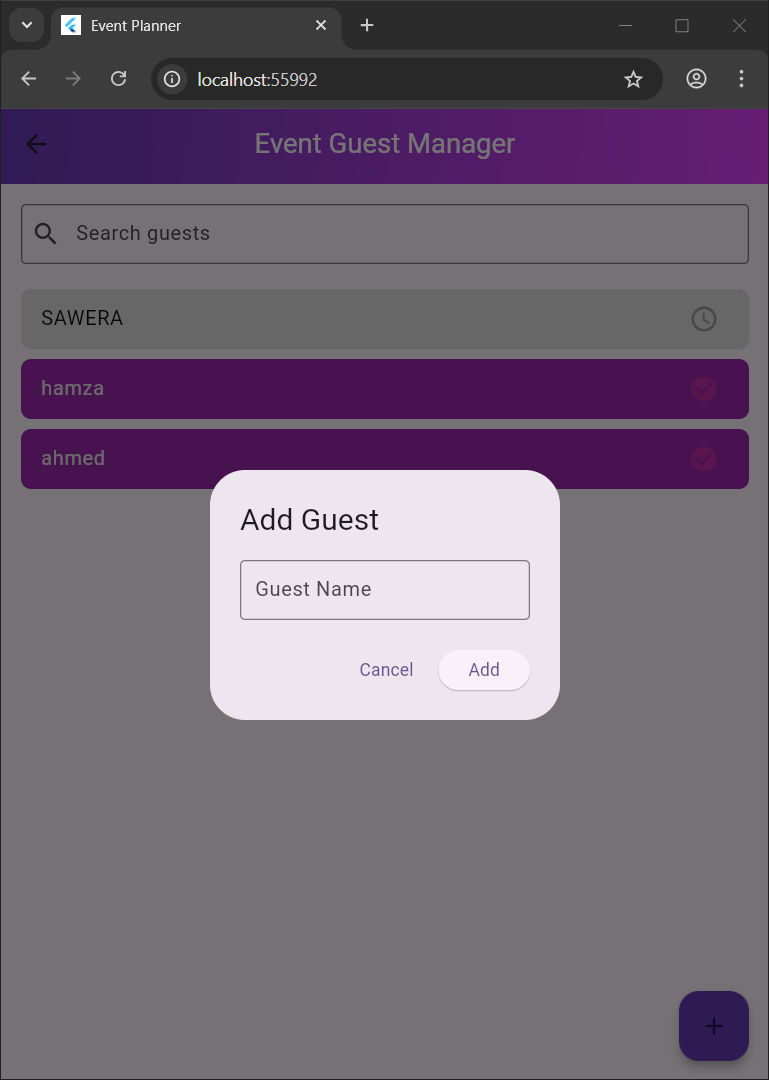 Event Planner
localhost:55992
Event Guest Manager
Search guests
SAWERA
hamza
ahmed
Add Guest
Guest Name
Cancel Add